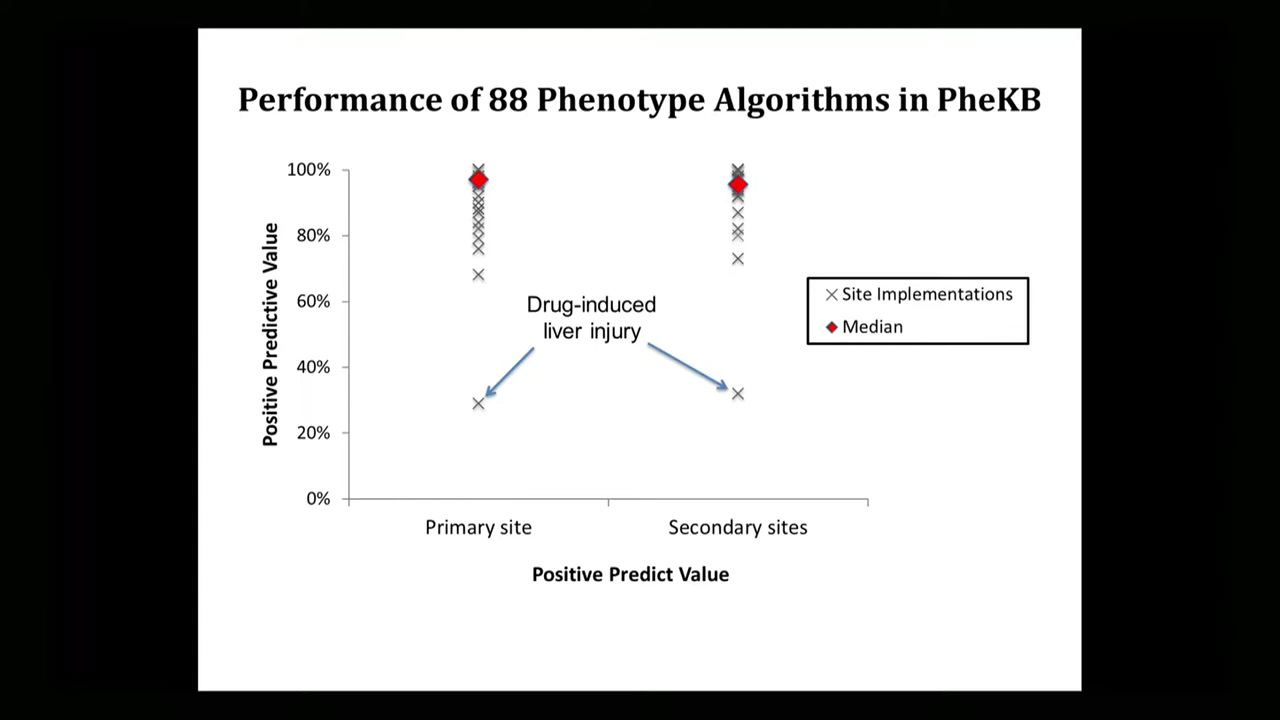 Performance of 88 Phenotype Algorithms in PheKB
100%
80%
60%
40%
20%
0%
Positive Predictive Value
Drug-induced
liver injury
Site Implementations
Median
Primary site
Secondary sites
Positive Predict Value